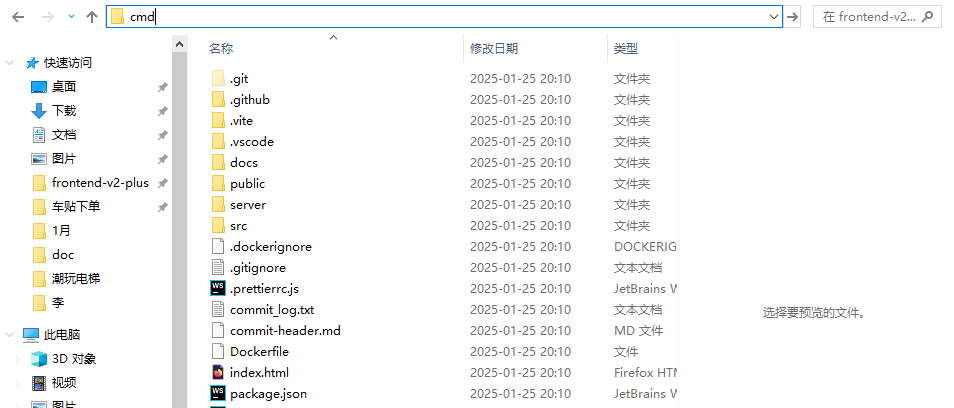 cmd
在 frontend-v2...
快速访问
桌面
下载
文档
图片
frontend-v2-plus
车贴下单
1月
doc
潮玩电梯
李
此电脑
3D 对象
视频
图片
名称 修改日期 类型
.git 2025-01-25 20:10 文件夹
.github 2025-01-25 20:10 文件夹
.vite 2025-01-25 20:10 文件夹
.vscode 2025-01-25 20:10 文件夹
docs 2025-01-25 20:10 文件夹
public 2025-01-25 20:10 文件夹
server 2025-01-25 20:10 文件夹
src 2025-01-25 20:10 文件夹
.dockerignore 2025-01-25 20:10 DOCKERIG
.gitignore 2025-01-25 20:10 文本文档
WS .prettierrc.js 2025-01-25 20:10 JetBrains W
commit_log.txt 2025-01-25 20:10 文本文档
commit-header.md 2025-01-25 20:10 MD 文件
Dockerfile 2025-01-25 20:10 文件
index.html 2025-01-25 20:10 Firefox HTM
WS package.json 2025-01-25 20:10 JetBrains W
选择要预览的文件。